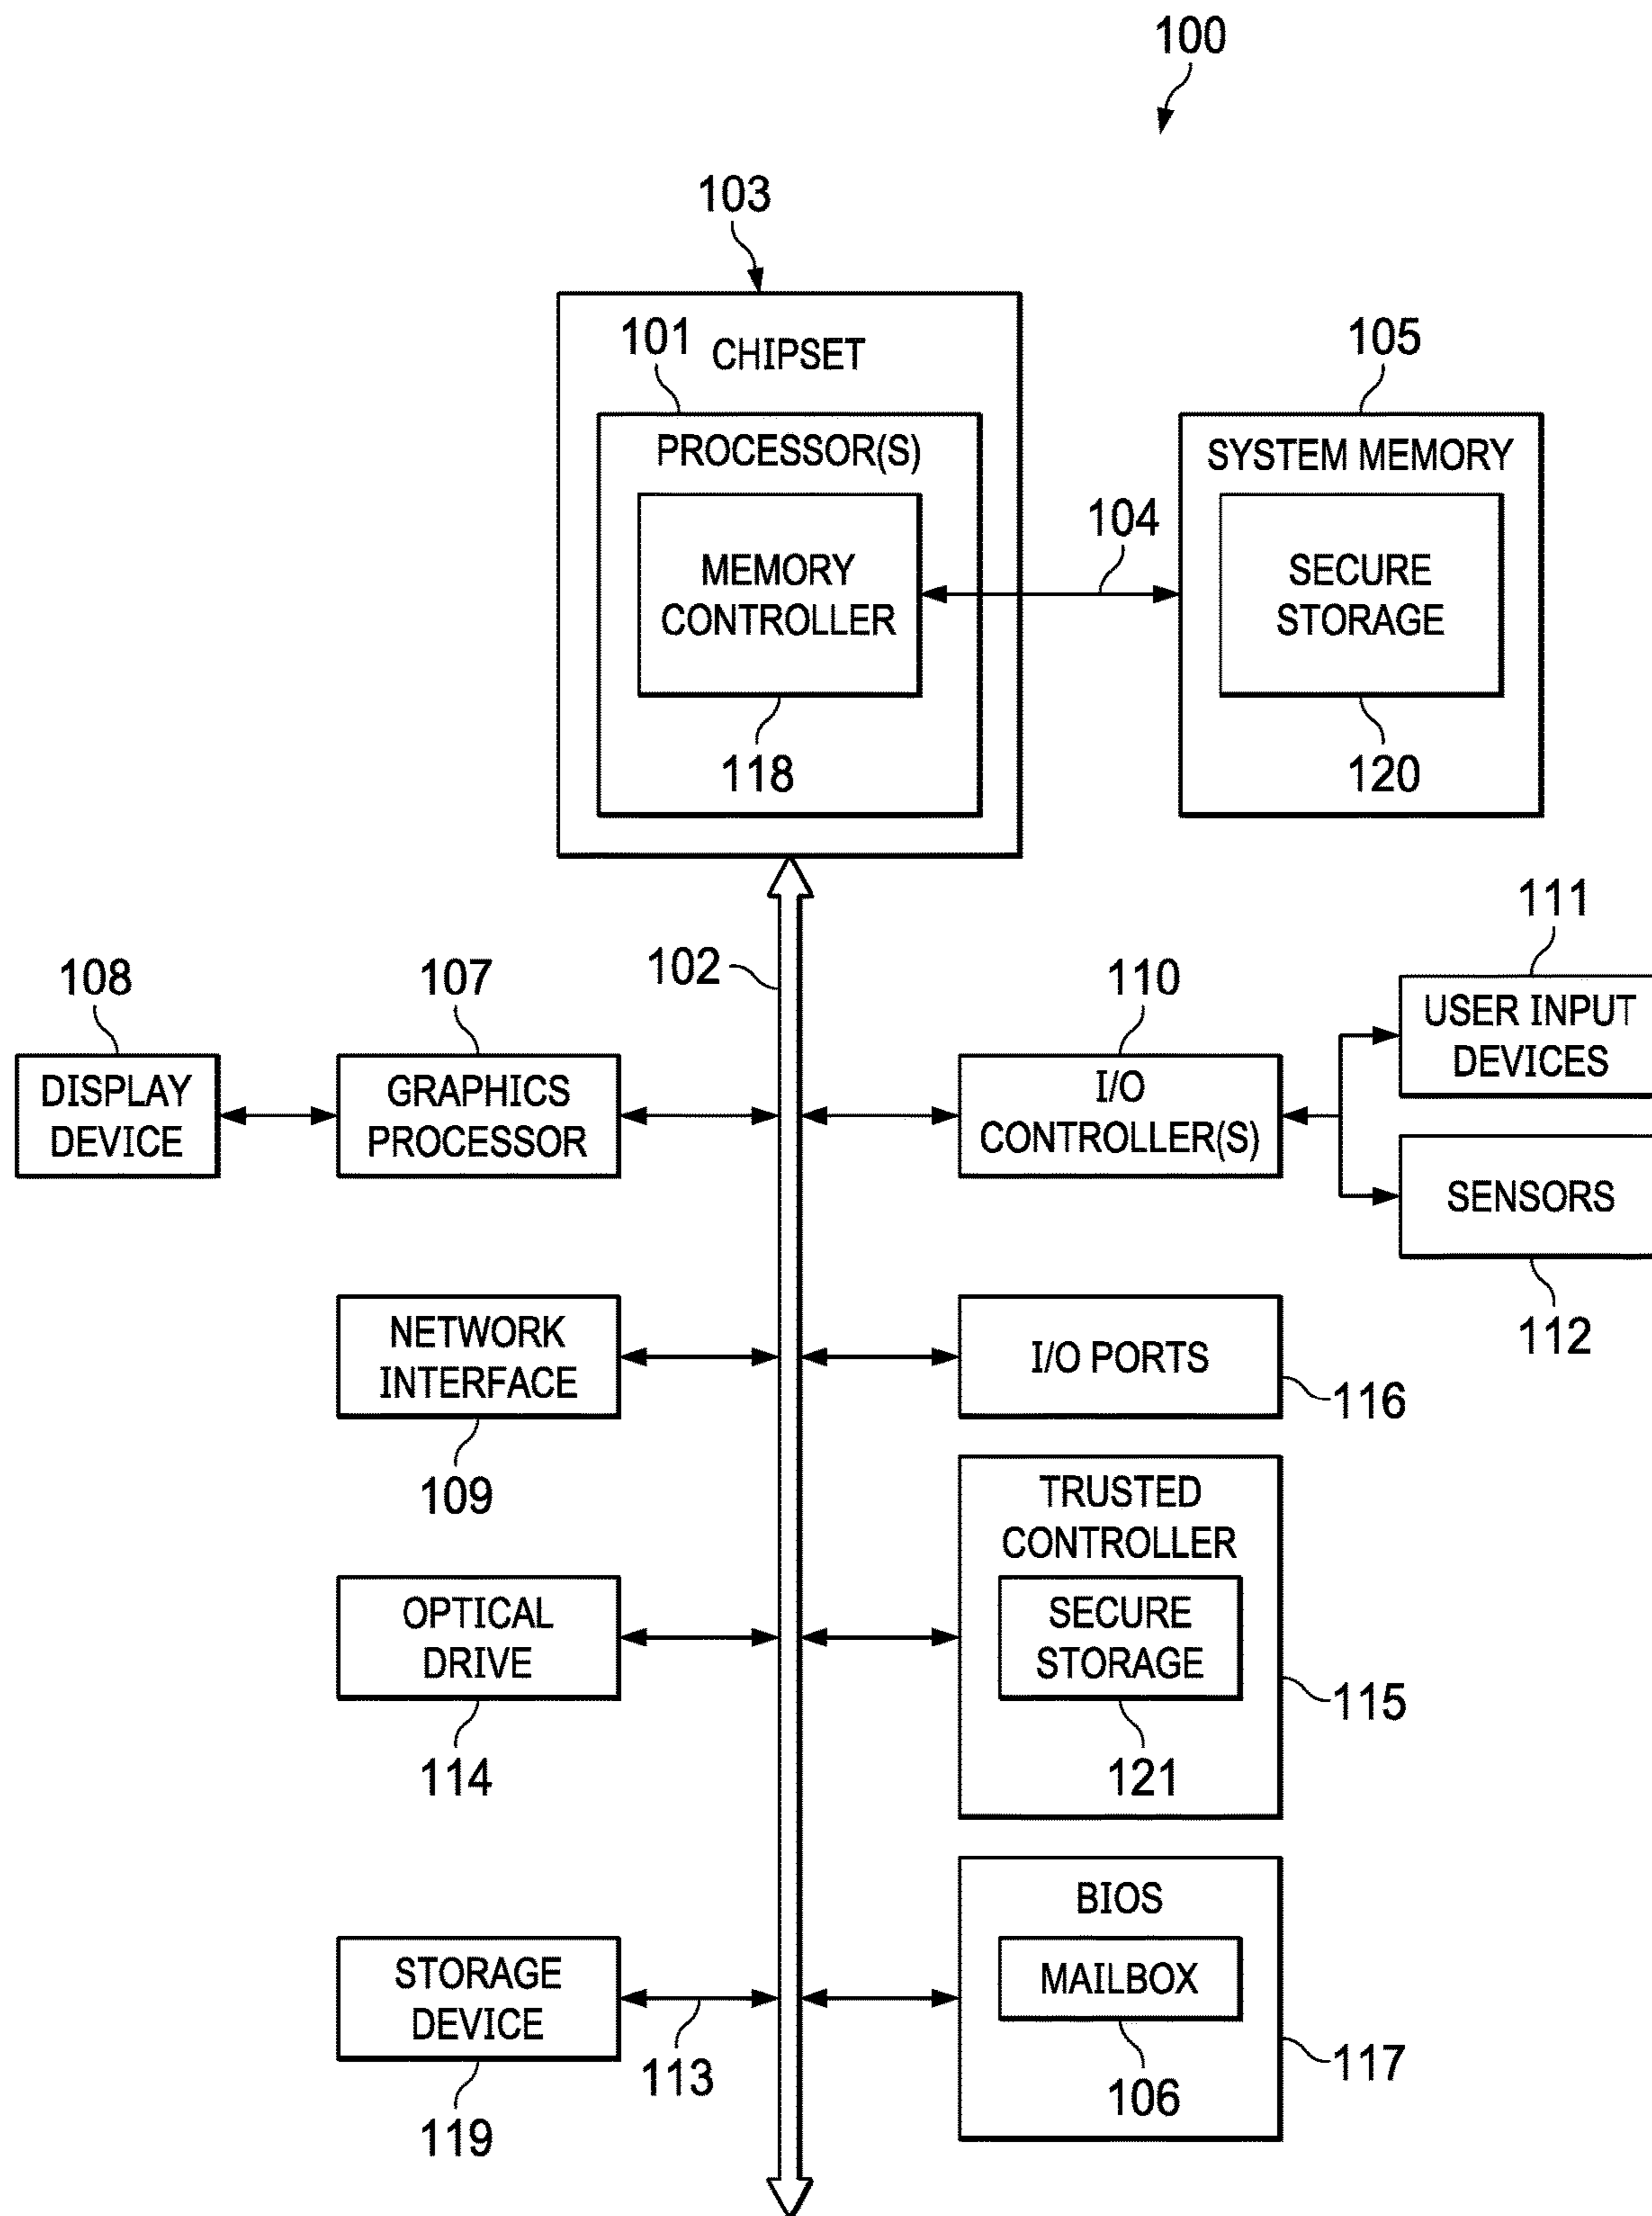 100
103
101
CHIPSET
105
PROCESSOR(S)
SYSTEM MEMORY
104
MEMORY
CONTROLLER
SECURE
STORAGE
118
120
111
108
107
102
110
USER INPUT
DEVICES
DISPLAY
DEVICE
GRAPHICS
PROCESSOR
I/O
CONTROLLER(S)
SENSORS
112
NETWORK
INTERFACE
I/O PORTS
116
109
TRUSTED
CONTROLLER
OPTICAL
DRIVE
SECURE
STORAGE
115
114
121
BIOS
STORAGE
DEVICE
MAILBOX
113
117
106
119